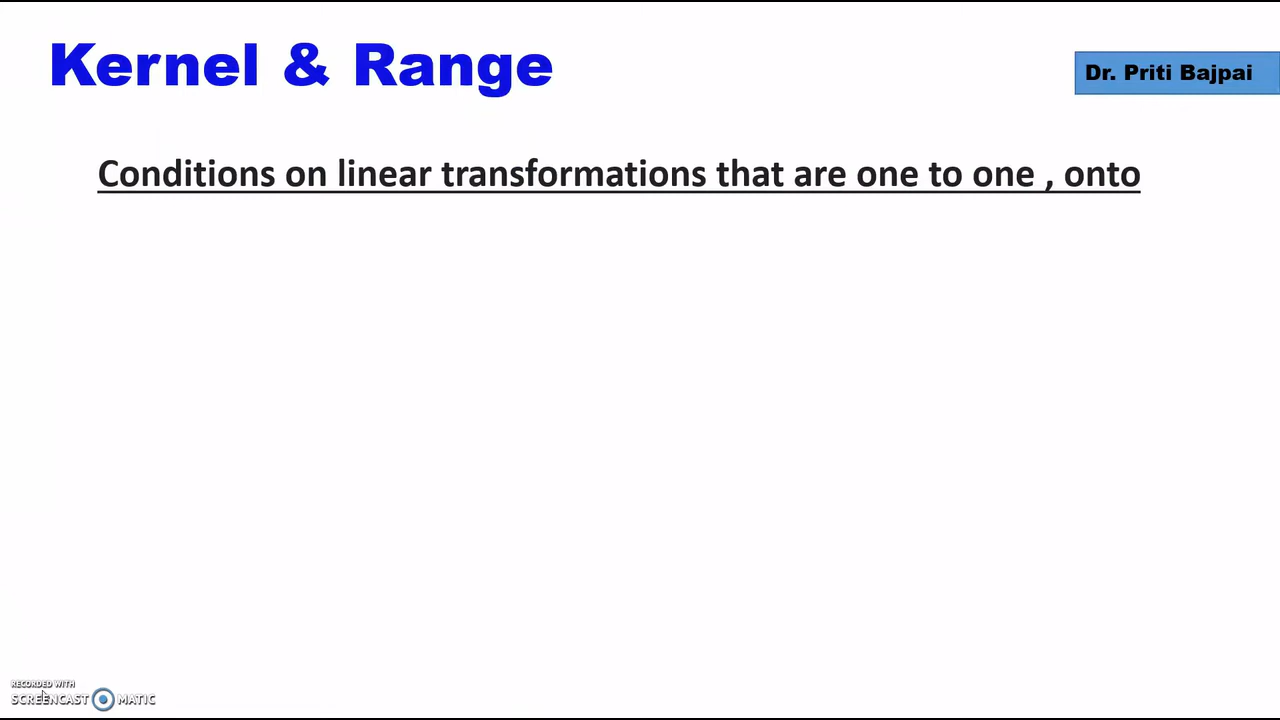 Kernel & Range
Dr. Priti Bajpai
Conditions on linear transformations that are one to one , onto
RECORDED WITH
SCREENCAST MATIC